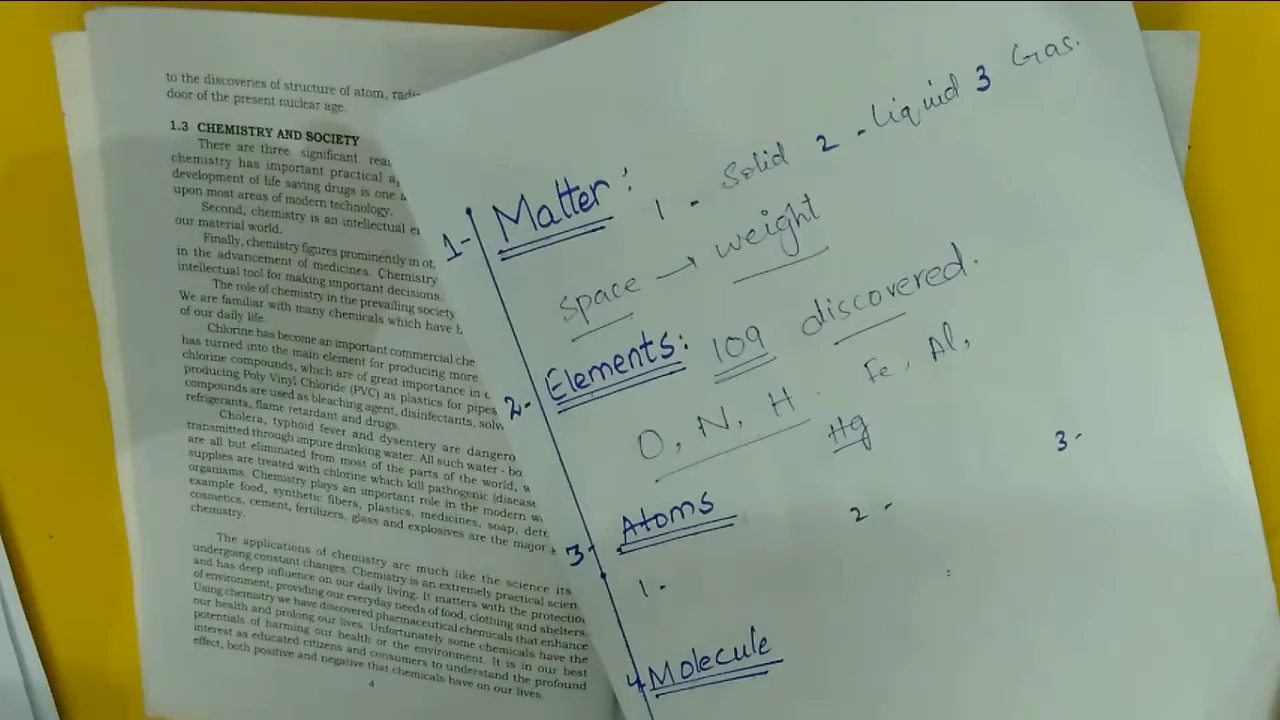 to the discoveries of structure of atom,
door of the present nuclear age.
1.3 CHEMISTRY AND SOCIETY
There are three significant
chemistry has important practical
development of life saving drugs is one
upon most areas of modern technology.
Second, chemistry is an intellectual
our material world.
Finally, chemistry figures prominently in
in the advancement of medicines. Chemistry
intellectual tool for making important decisions.
The role of chemistry in the prevailing society
We are familiar with many chemicals which have
of our daily life.
Chlorine has become an important commercial
has turned into the main element for producing more
chlorine compounds, which are of great importance in
producing Poly Vinyl Chloride (PVC) as plastics for pipes
compounds are used as bleaching agent, disinfectants,
refrigerants, flame retardant and drugs.
Cholera, typhoid fever and dysentery are
transmitted through impure drinking water. All such water -
are all but eliminated from most of the parts of the world,
supplies are treated with chlorine which kill pathogenic
organisms. Chemistry plays an important role in the modern
example food, synthetic fibers, plastics, medicines, soap,
cosmetics, cement, fertilizers, glass and explosives are the major
chemistry.
The applications of chemistry are much like the science
undergoing constant changes. Chemistry is an extremely practical
and has deep influence on our daily living. It matters with the
of environment, providing our everyday needs of food, clothing and shelters.
Using chemistry we have discovered pharmaceutical chemicals that enhance
our health and prolong our lives. Unfortunately some chemicals have the
potentials of harming our health or the environment. It is in our best
interest as educated citizens and consumers to understand the profound
effect, both positive and negative that chemicals have on our lives.
4
1- Matter: 1 - Solid 2 - Liquid 3 Gas.
space → weight
2- Elements: 109 discovered.
O, N, H. Fe, Al,
Hg
3- Atoms
1- 2 - 3-
4 Molecule